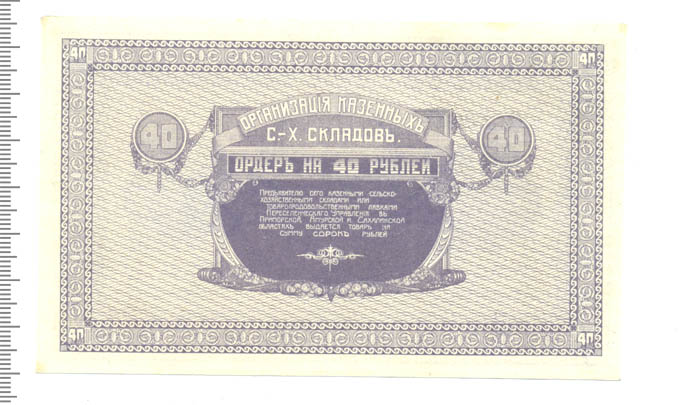 40 40
ОРГАНИЗАЦІЯ КАЗЕННЫХЪ
С.-Х. СКЛАДОВЪ.
40 40
ОРДЕРЪ НА 40 РУБЛЕЙ
ПРЕДЪЯВИТЕЛЮ СЕГО КАЗЕННЫМИ СЕЛЬСКО-
ХОЗЯЙСТВЕННЫМИ СКЛАДАМИ ИЛИ
ТОВАРОПРОДОВОЛЬСТВЕННЫМИ ЛАВКАМИ
ПЕРЕСЕЛЕНЧЕСКАГО УПРАВЛЕНІЯ ВЪ
ПРИМОРСКОЙ, АМУРСКОЙ И САХАЛИНСКОЙ
ОБЛАСТЯХЪ ВЫДАЕТСЯ ТОВАРЪ НА
СУММУ СОРОКЪ РУБЛЕЙ
40 40